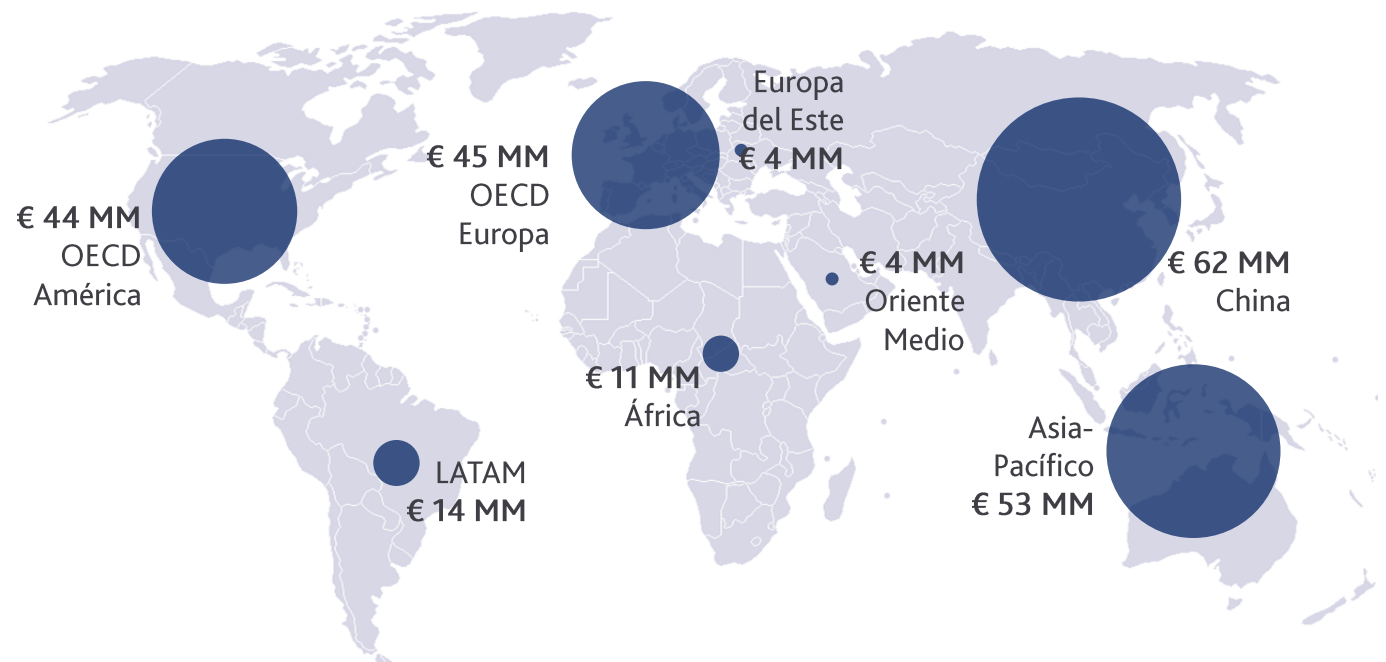 € 44 MM
OECD
América
€ 45 MM
OECD
Europa
Europa
del Este
€ 4 MM
€ 4 MM
Oriente
Medio
€ 62 MM
China
€ 11 MM
África
LATAM
€ 14 MM
Asia-
Pacífico
€ 53 MM